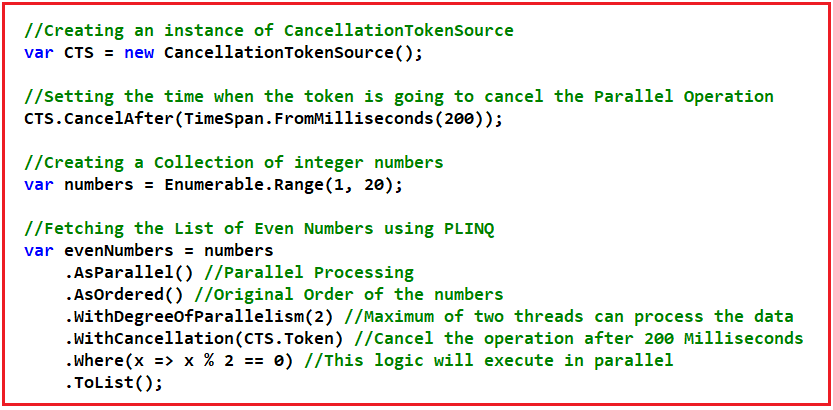 //Creating an instance of CancellationTokenSource
var CTS = new CancellationTokenSource();
//Setting the time when the token is going to cancel the Parallel Operation
CTS.CancelAfter(TimeSpan.FromMilliseconds(200));
//Creating a Collection of integer numbers
var numbers = Enumerable.Range(1, 20);
//Fetching the List of Even Numbers using PLINQ
var evenNumbers = numbers
.AsParallel() //Parallel Processing
.AsOrdered() //Original Order of the numbers
.WithDegreeOfParallelism(2) //Maximum of two threads can process the data
.WithCancellation(CTS.Token) //Cancel the operation after 200 Milliseconds
.Where(x => x % 2 == 0) //This logic will execute in parallel
.ToList();